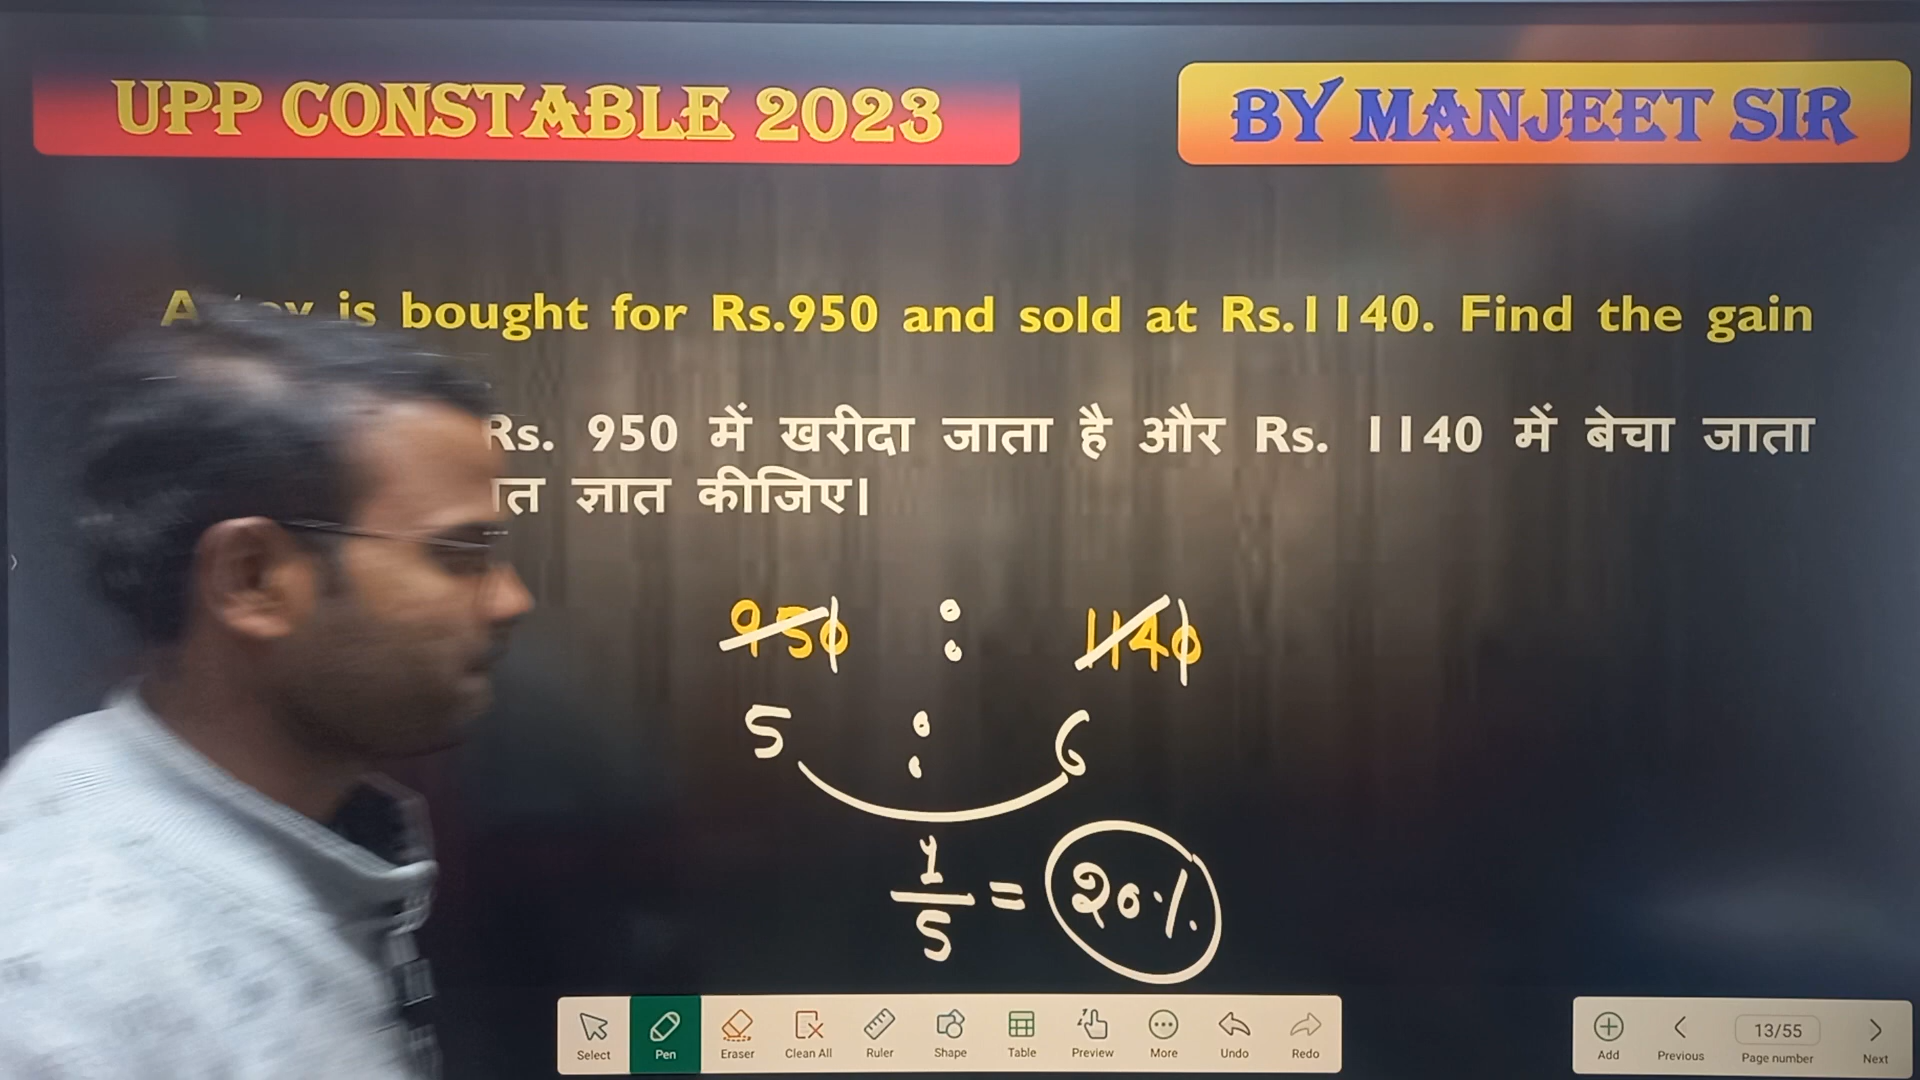 UPP CONSTABLE 2023
BY MANJEET SIR
A toy is bought for Rs.950 and sold at Rs.1140. Find the gain
Rs. 950 में खरीदा जाता है और Rs. 1140 में बेचा जाता
ज्ञात कीजिए।
950 : 1140
5 : 6
1/5 = 20%
Select Pen Eraser Clean All Ruler Shape Table Preview More Undo Redo
Add Previous 13/55 Page number Next